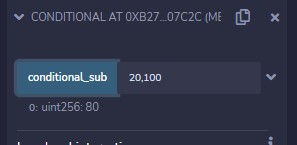 CONDITIONAL AT 0XB27...07C2C (ME
conditional_sub 20,100
0: uint256: 80